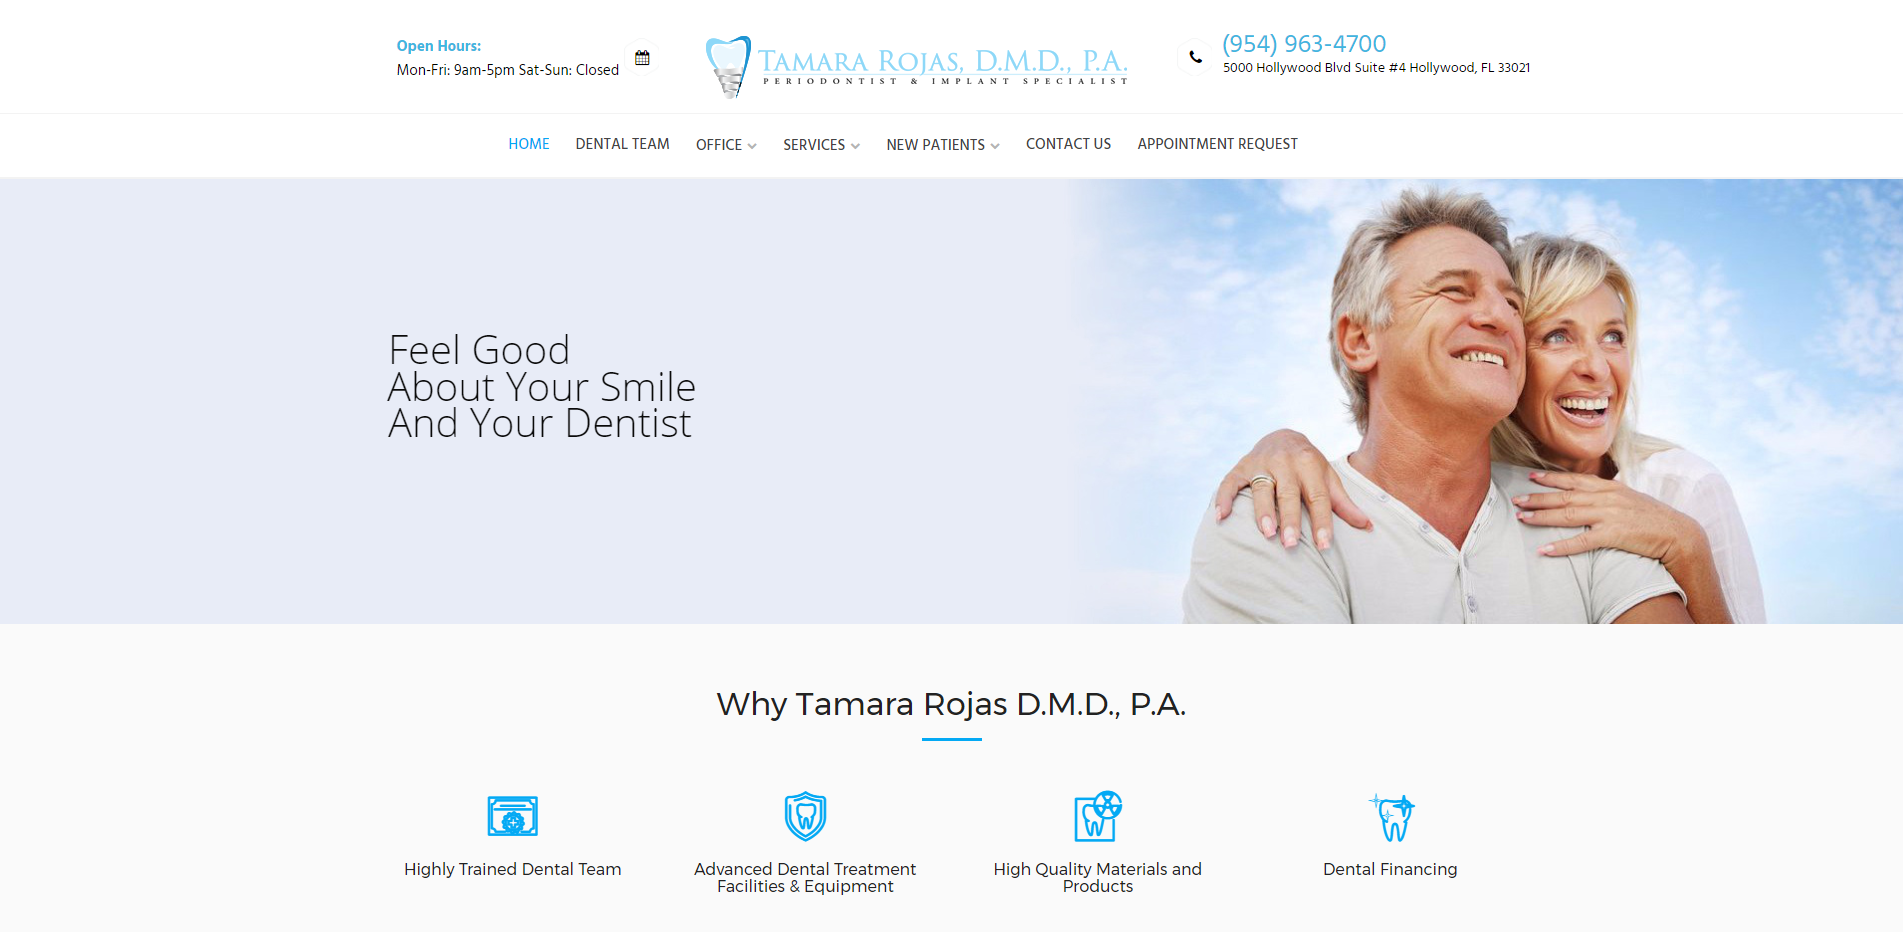 Open Hours:
Mon-Fri: 9am-5pm Sat-Sun: Closed
TAMARA ROJAS, D.M.D., P.A.
PERIODONTIST & IMPLANT SPECIALIST
(954) 963-4700
5000 Hollywood Blvd Suite #4 Hollywood, FL 33021
HOME DENTAL TEAM OFFICE SERVICES NEW PATIENTS CONTACT US APPOINTMENT REQUEST
Feel Good
About Your Smile
And Your Dentist
Why Tamara Rojas D.M.D., P.A.
Highly Trained Dental Team
Advanced Dental Treatment
Facilities & Equipment
High Quality Materials and
Products
Dental Financing